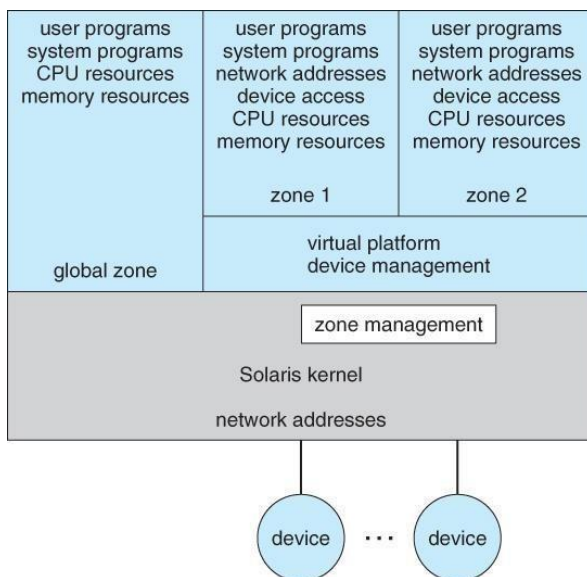 user programs
system programs
CPU resources
memory resources
global zone
user programs
system programs
network addresses
device access
CPU resources
memory resources
zone 1
user programs
system programs
network addresses
device access
CPU resources
memory resources
zone 2
virtual platform
device management
zone management
Solaris kernel
network addresses
device
...
device